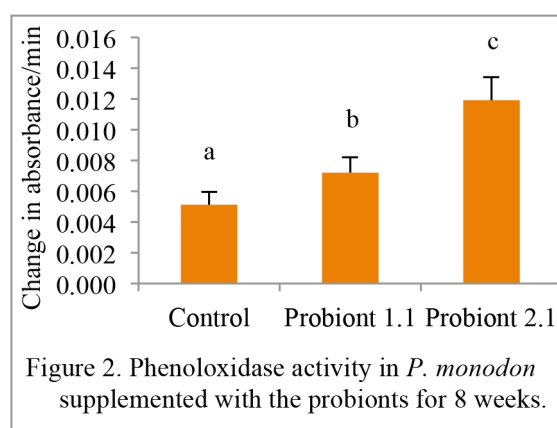 Change in absorbance/min
0.016
0.014
0.012
0.010
0.008
0.006
0.004
0.002
0.000
a
b
c
Control Probiont 1.1 Probiont 2.1
Figure 2. Phenoloxidase activity in P. monodon
supplemented with the probionts for 8 weeks.